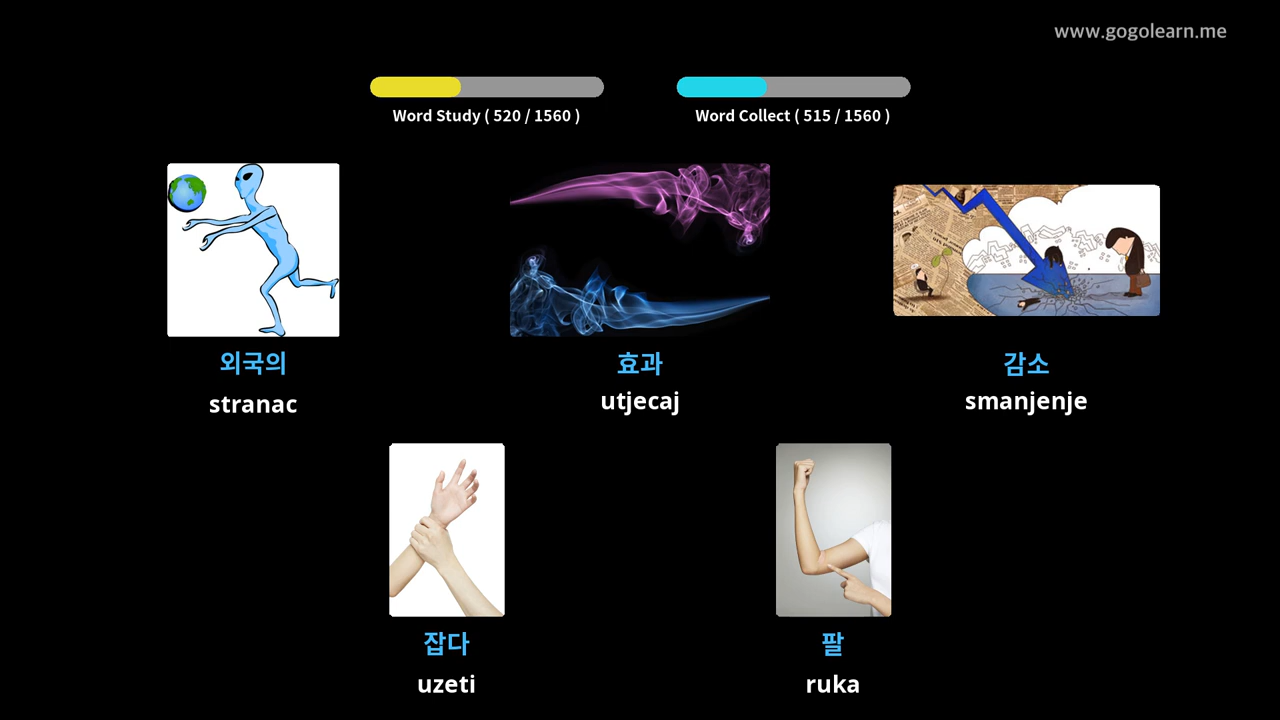 www.gogolearn.me
Word Study ( 520 / 1560 )
Word Collect ( 515 / 1560 )
외국의
stranac
효과
utjecaj
감소
smanjenje
잡다
uzeti
팔
ruka